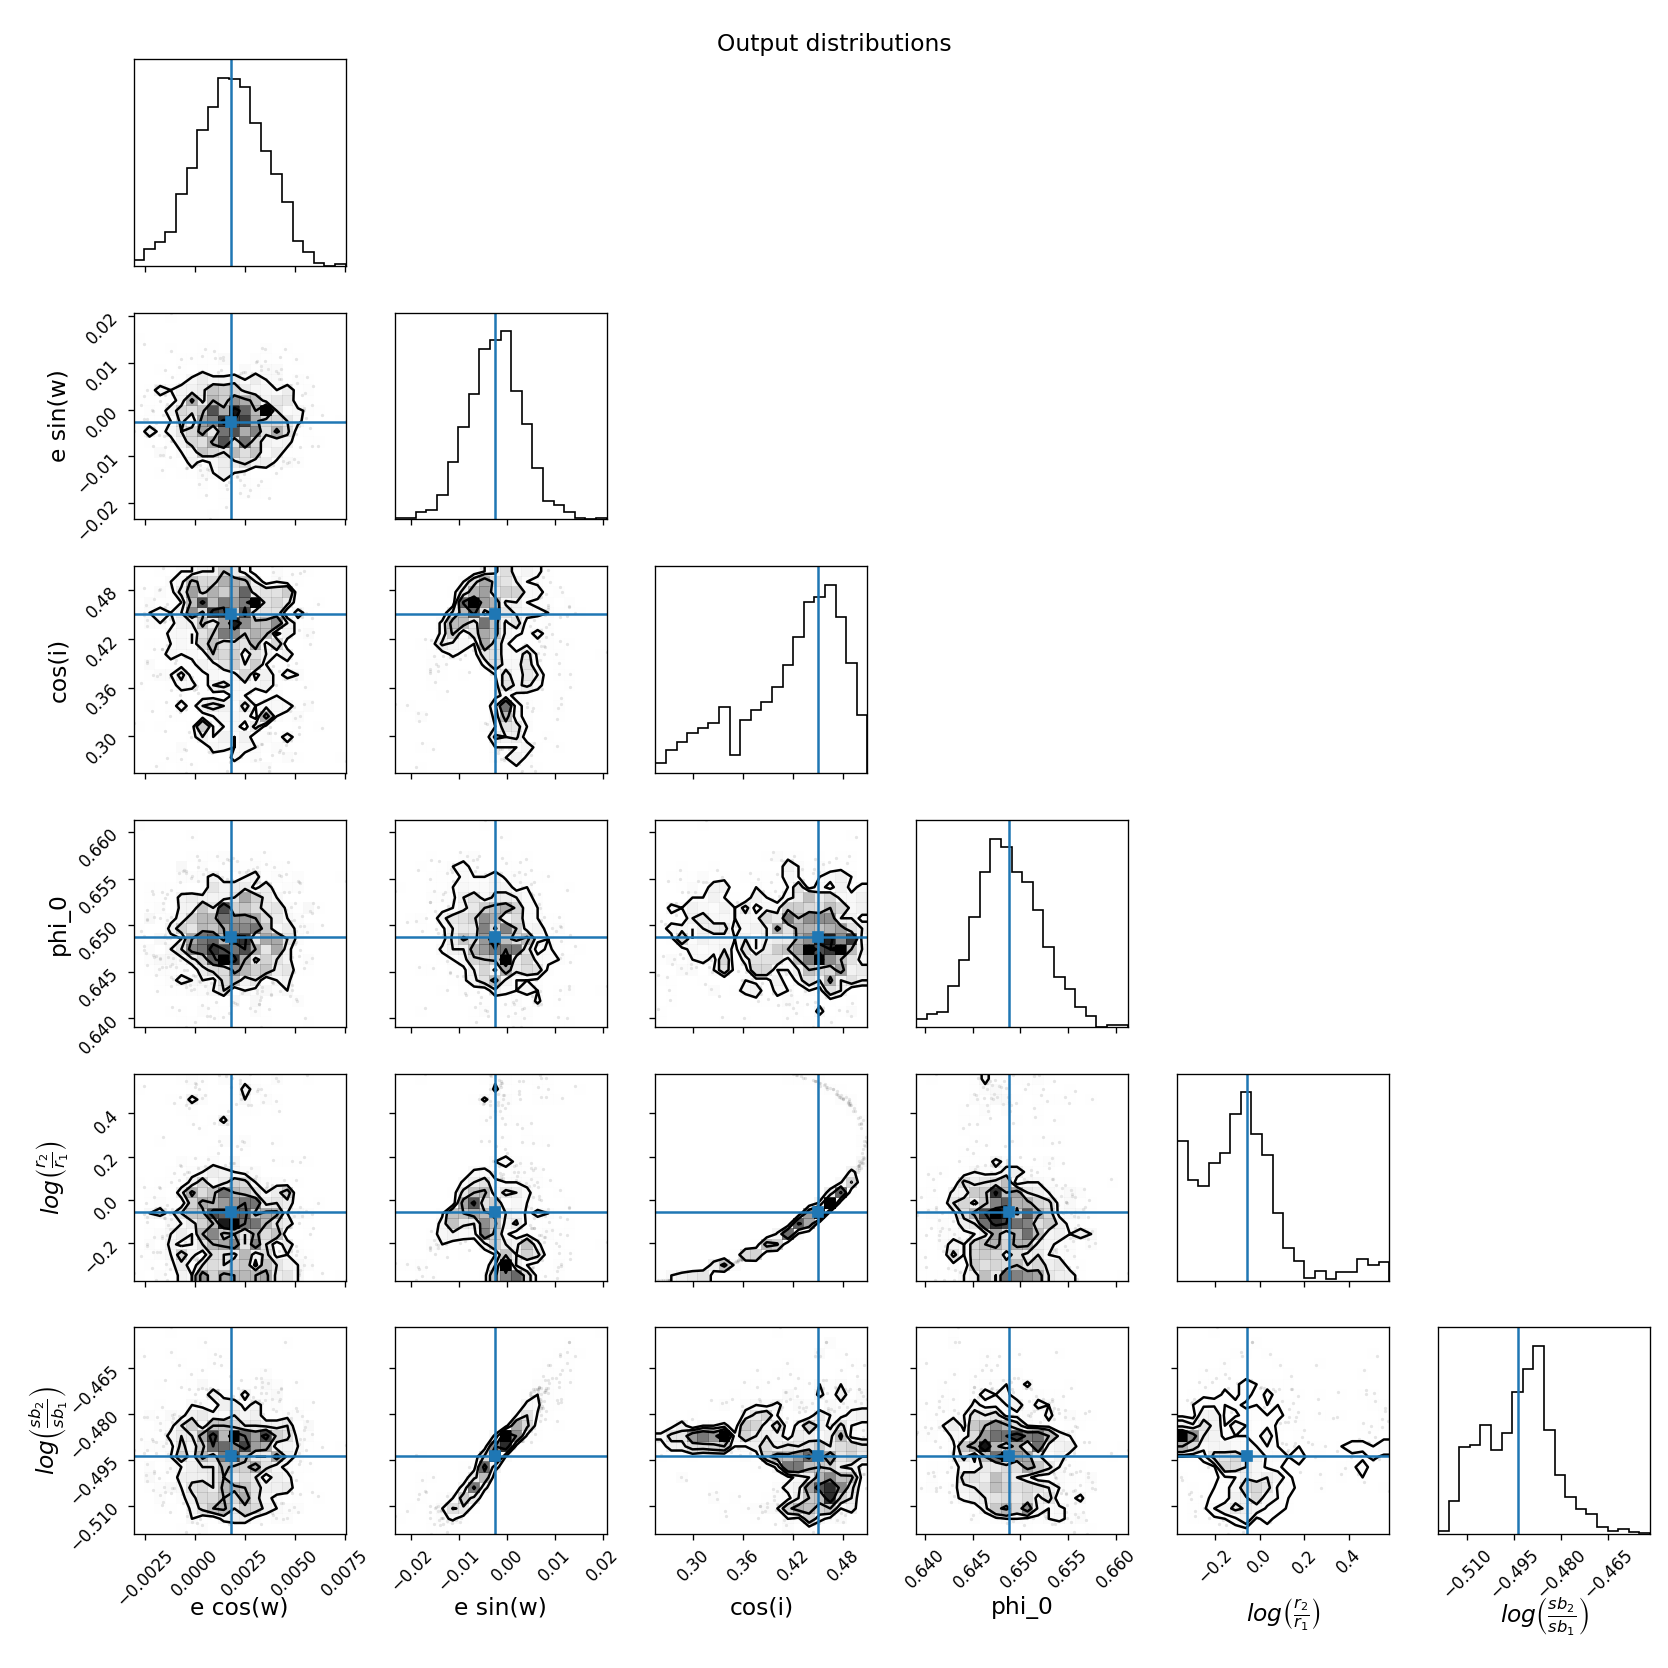 Output distributions
e sin(w)
0.02
0.01
0.00
−0.01
−0.02
cos(i)
0.48
0.42
0.36
0.30
phi_0
0.660
0.655
0.650
0.645
0.640
log(r2/r1)
0.4
0.2
0.0
−0.2
log(sb2/sb1)
−0.465
−0.480
−0.495
−0.510
−0.0025 0.0000 0.0025 0.0050 0.0075
−0.02 −0.01 0.00 0.01 0.02
0.30 0.36 0.42 0.48
0.640 0.645 0.650 0.655 0.660
−0.2 0.0 0.2 0.4
−0.510 −0.495 −0.480 −0.465
e cos(w)
e sin(w)
cos(i)
phi_0
log(r2/r1)
log(sb2/sb1)